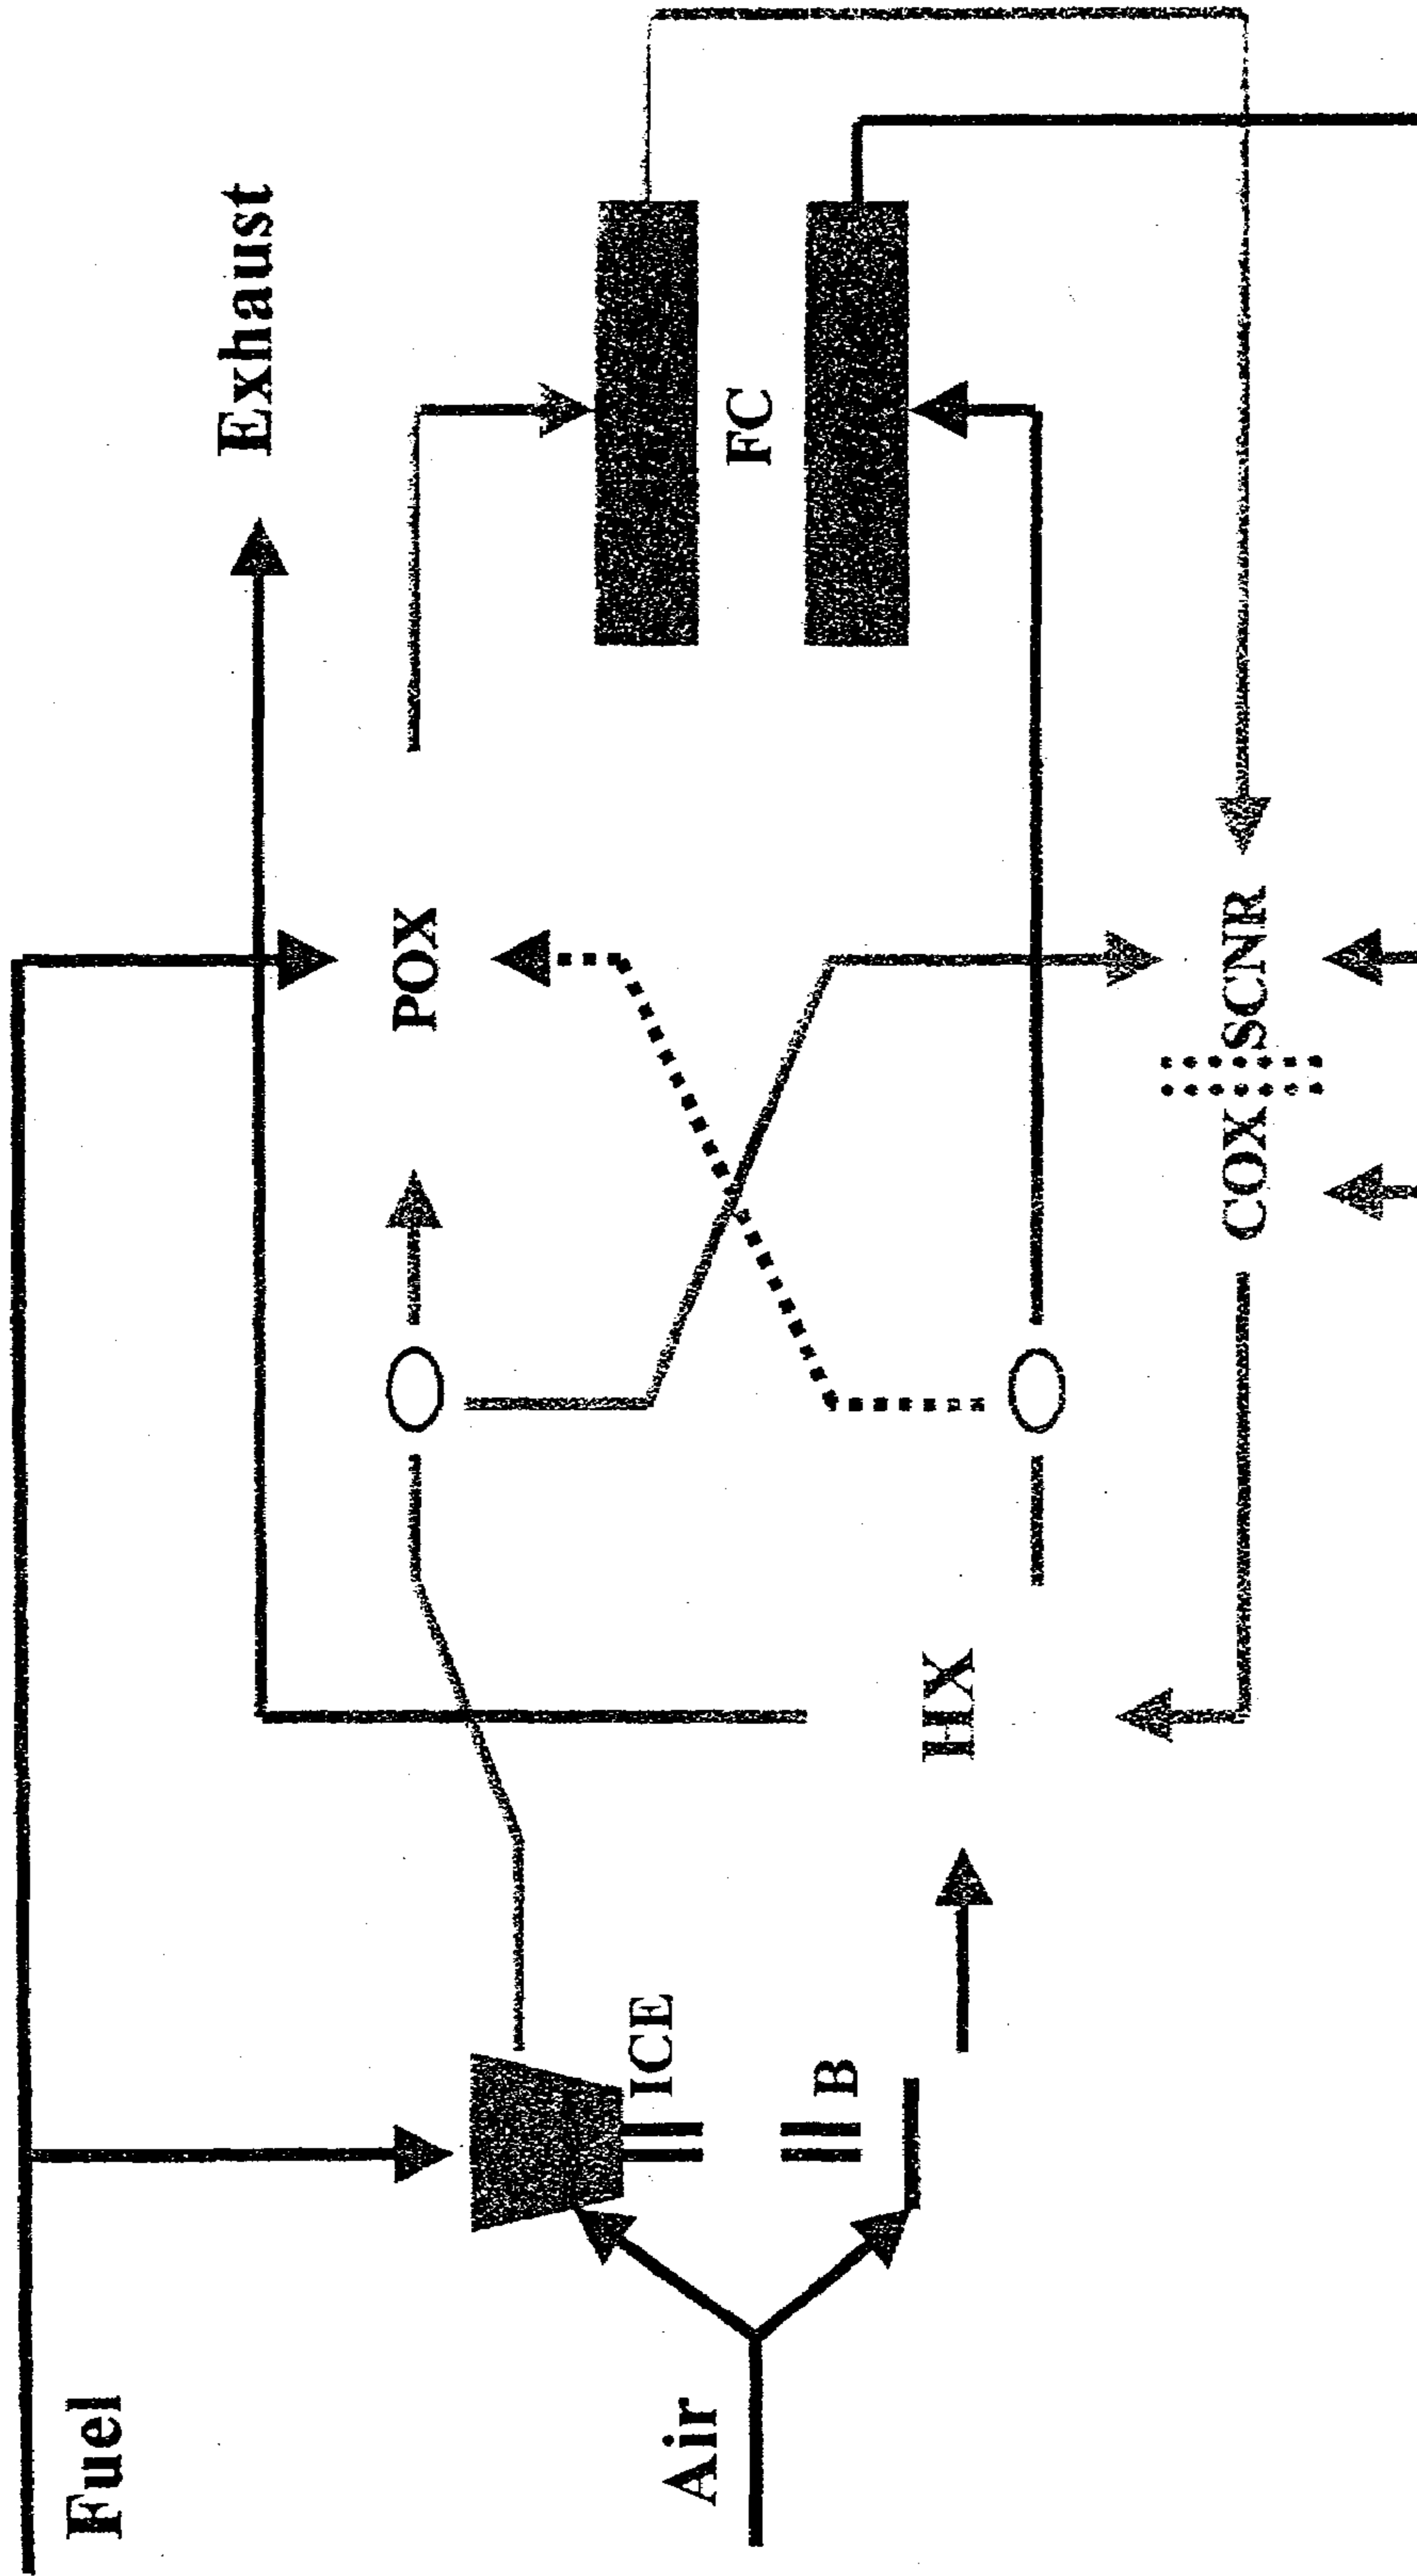 Fuel
Exhaust
POX
Air
ICE
FC
B
HX
COX
SCNR